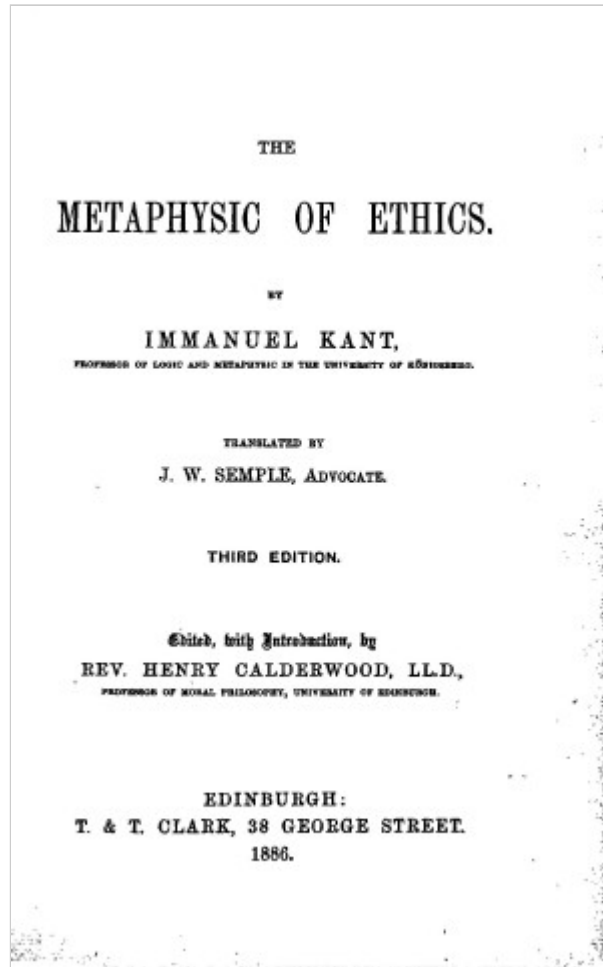 THE
METAPHYSIC OF ETHICS.
BY
IMMANUEL KANT,
PROFESSOR OF LOGIC AND METAPHYSIC IN THE UNIVERSITY OF KÖNIGSBERG.
TRANSLATED BY
J. W. SEMPLE, ADVOCATE.
THIRD EDITION.
Edited, with Introduction, by
REV. HENRY CALDERWOOD, LL.D.,
PROFESSOR OF MORAL PHILOSOPHY, UNIVERSITY OF EDINBURGH.
EDINBURGH:
T. & T. CLARK, 38 GEORGE STREET.
1886.